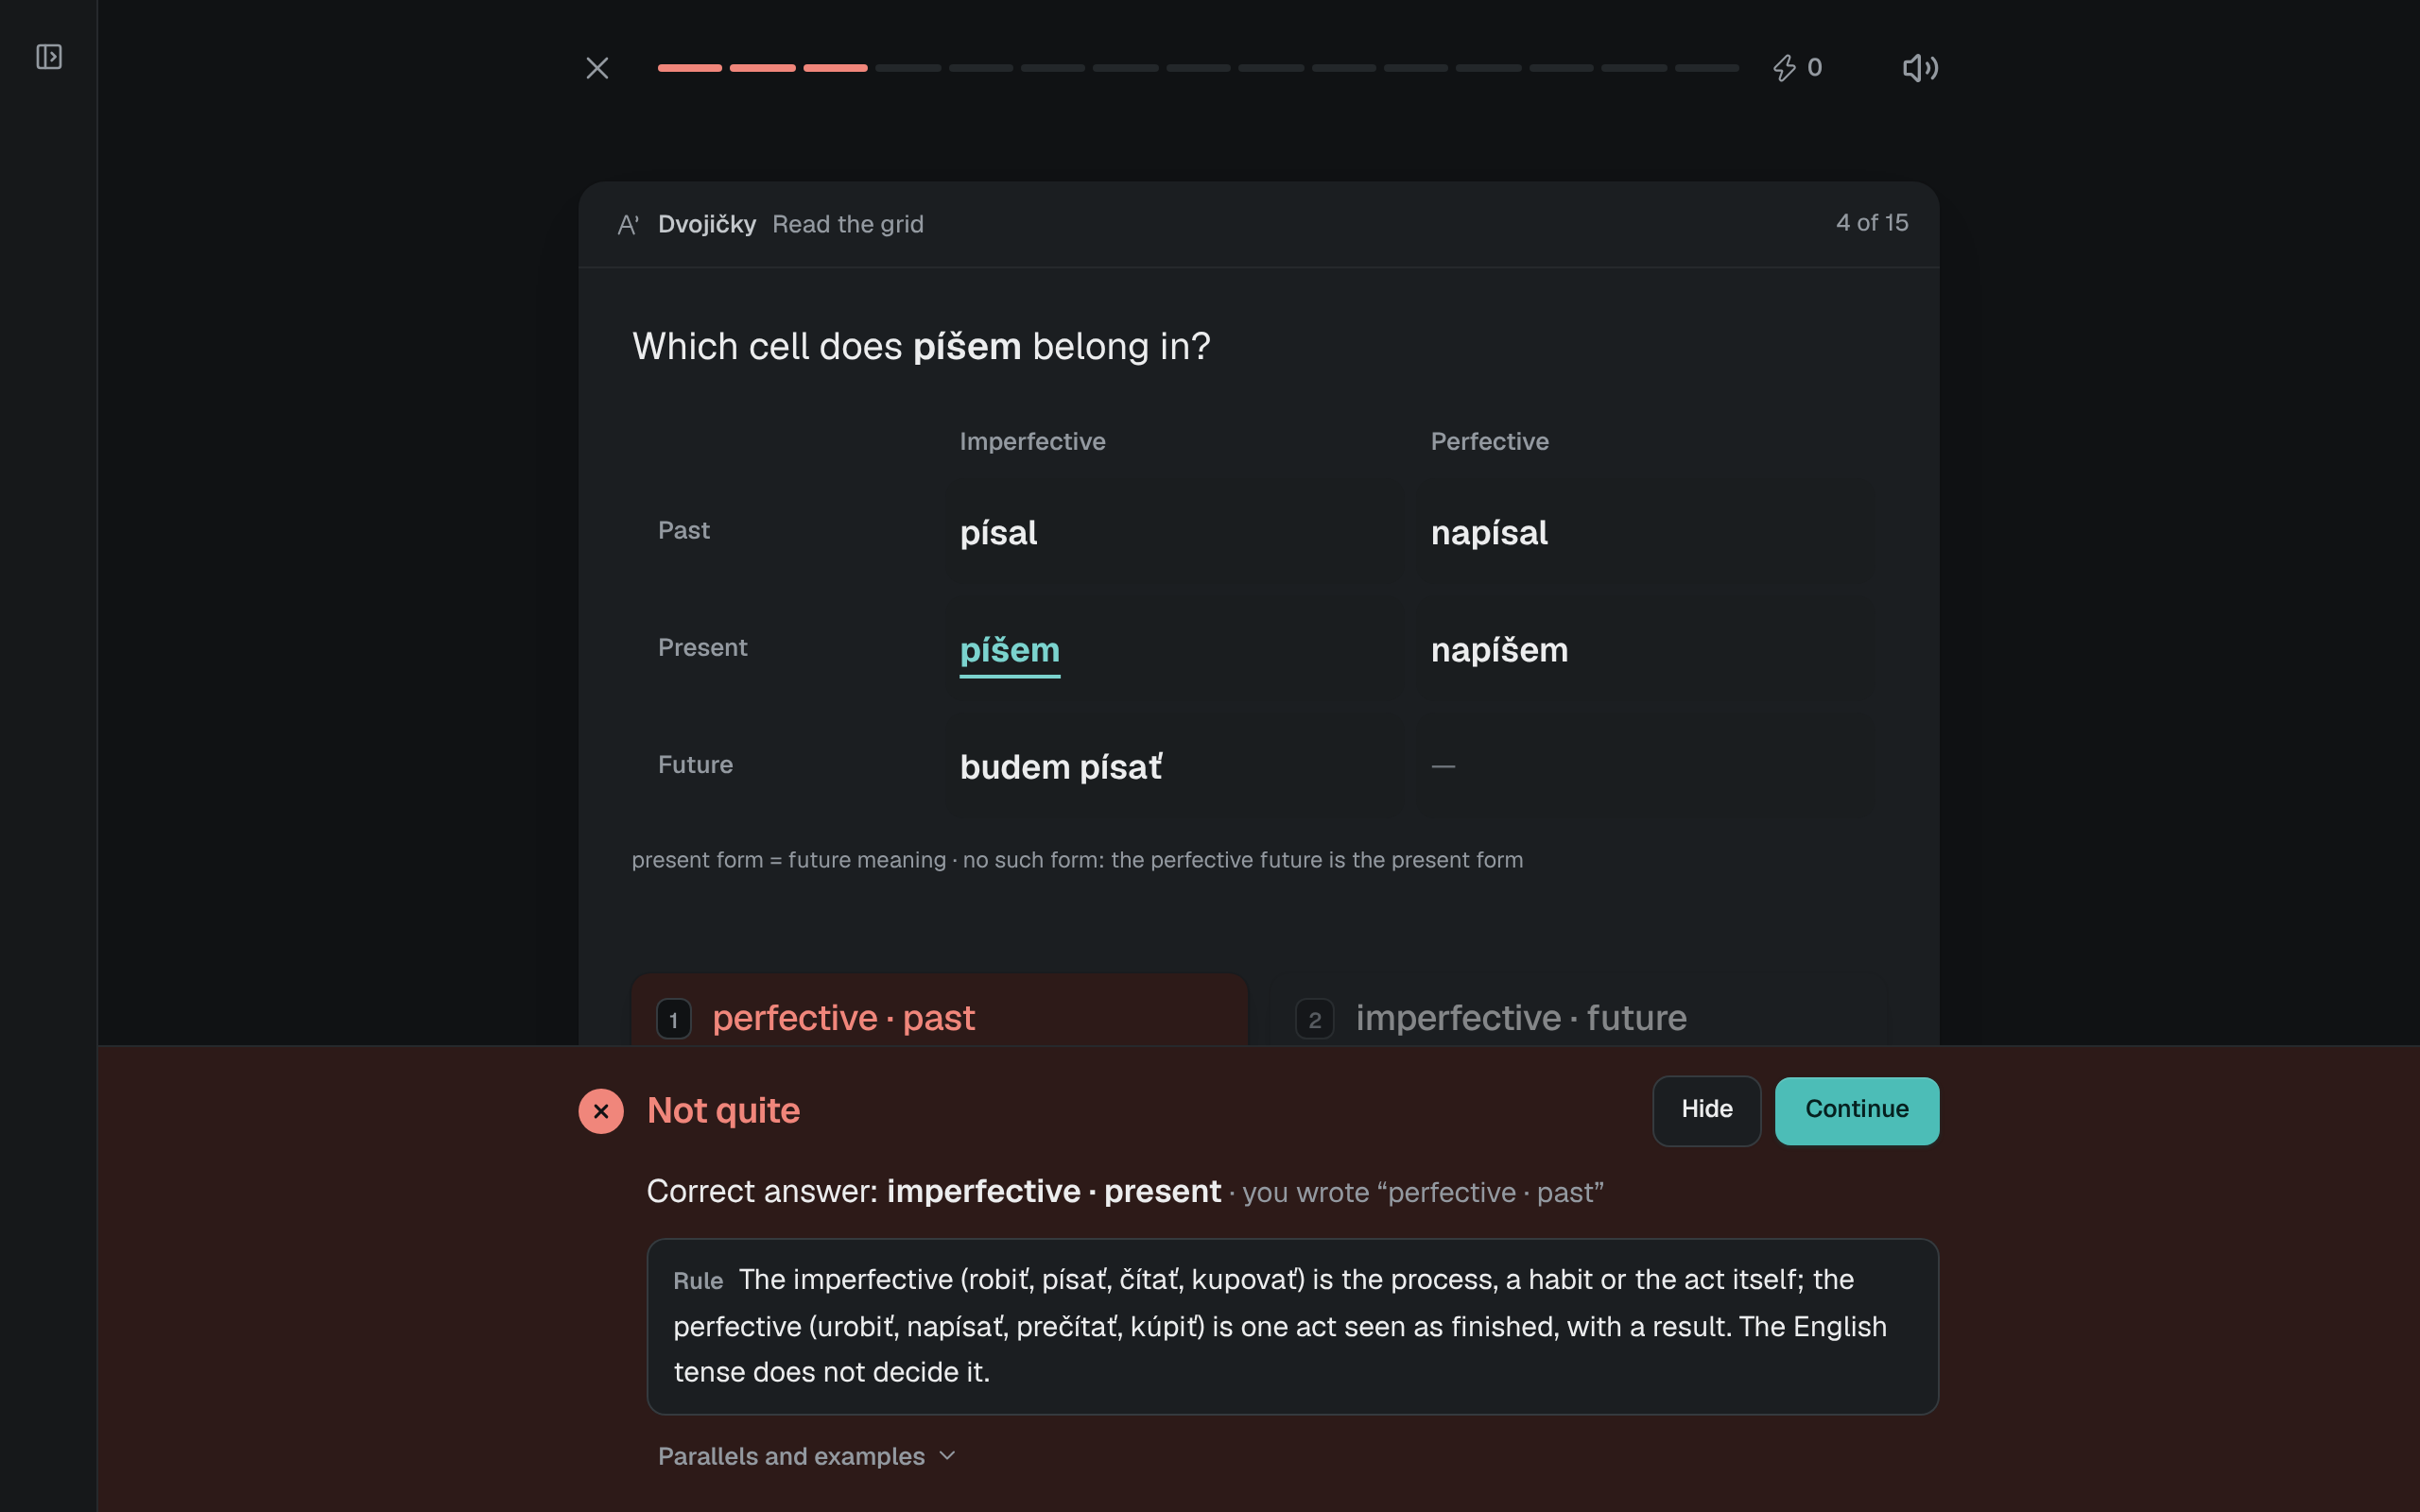 0
Dvojičky Read the grid
4 of 15
Which cell does píšem belong in?
Imperfective Perfective
Past písal napísal
Present píšem napíšem
Future budem písať —
present form = future meaning · no such form: the perfective future is the present form
1 perfective · past
2 imperfective · future
Not quite
Hide
Continue
Correct answer: imperfective · present · you wrote “perfective · past”
Rule The imperfective (robiť, písať, čítať, kupovať) is the process, a habit or the act itself; the
perfective (urobiť, napísať, prečítať, kúpiť) is one act seen as finished, with a result. The English
tense does not decide it.
Parallels and examples